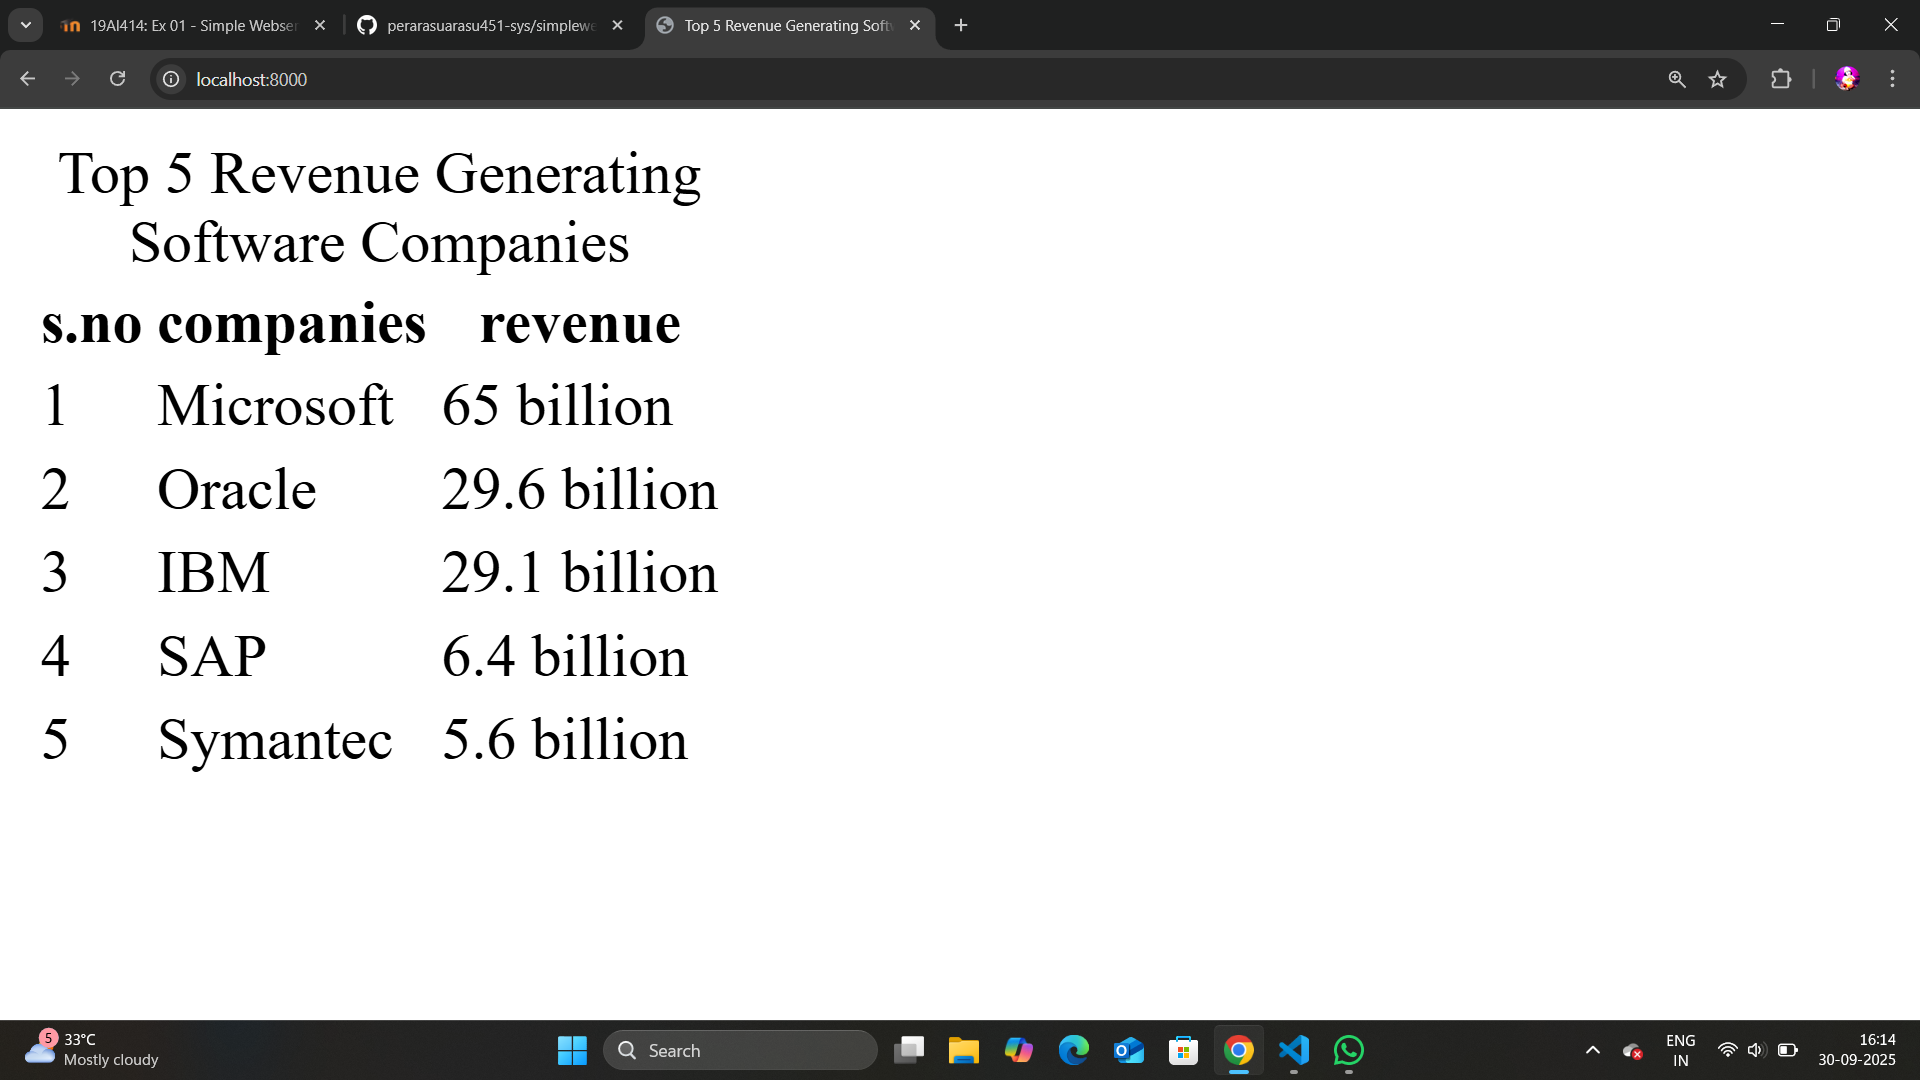 19AI414: Ex 01 - Simple Webser
perarasuarasu451-sys/simplewe
Top 5 Revenue Generating Soft
localhost:8000
Top 5 Revenue Generating
Software Companies
s.no companies revenue
1 Microsoft 65 billion
2 Oracle 29.6 billion
3 IBM 29.1 billion
4 SAP 6.4 billion
5 Symantec 5.6 billion
5
33°C
Mostly cloudy
Search
ENG
IN
16:14
30-09-2025